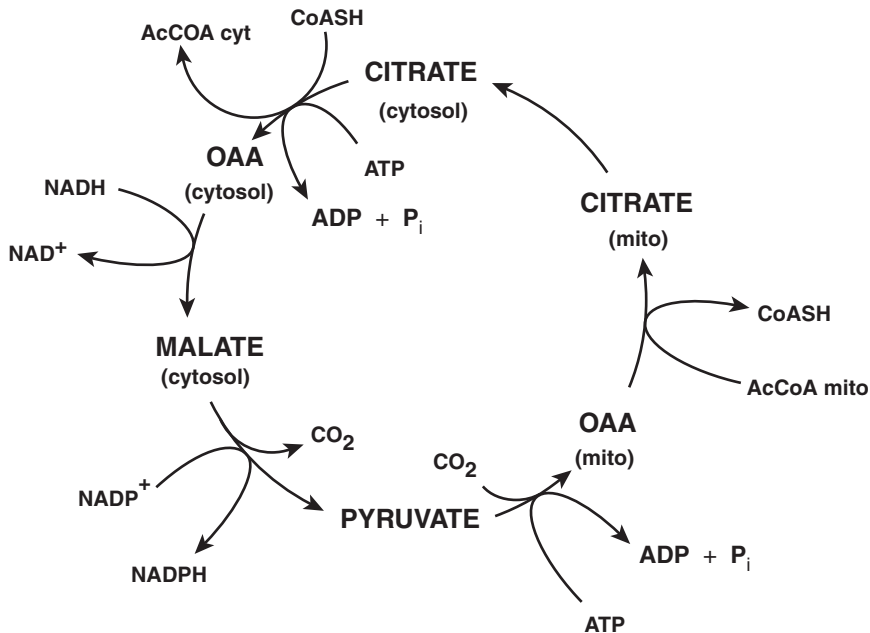 CoASH
AcCOA cyt
CITRATE
(cytosol)
OAA
(cytosol)
ATP
NADH
ADP + Pi
CITRATE
(mito)
NAD+
CoASH
MALATE
(cytosol)
AcCoA mito
OAA
(mito)
CO2
CO2
NADP+
PYRUVATE
ADP + Pi
NADPH
ATP